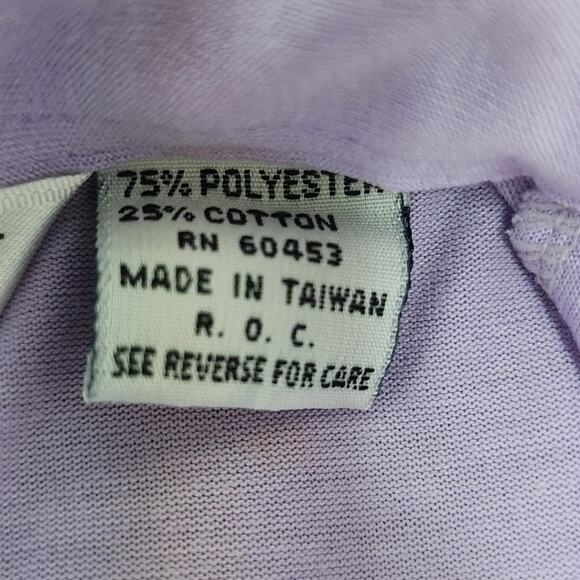 75% POLYESTER
25% COTTON
RN 60453
MADE IN TAIWAN
R. O. C.
SEE REVERSE FOR CARE